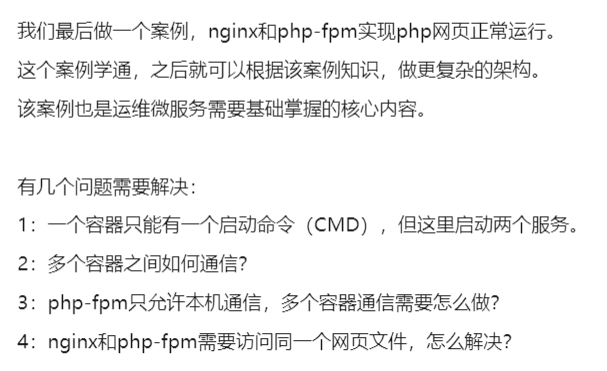 我们最后做一个案例，nginx和php-fpm实现php网页正常运行。
这个案例学通，之后就可以根据该案例知识，做更复杂的架构。
该案例也是运维微服务需要基础掌握的核心内容。
有几个问题需要解决：
1：一个容器只能有一个启动命令（CMD），但这里启动两个服务。
2：多个容器之间如何通信？
3：php-fpm只允许本机通信，多个容器通信需要怎么做？
4：nginx和php-fpm需要访问同一个网页文件，怎么解决？